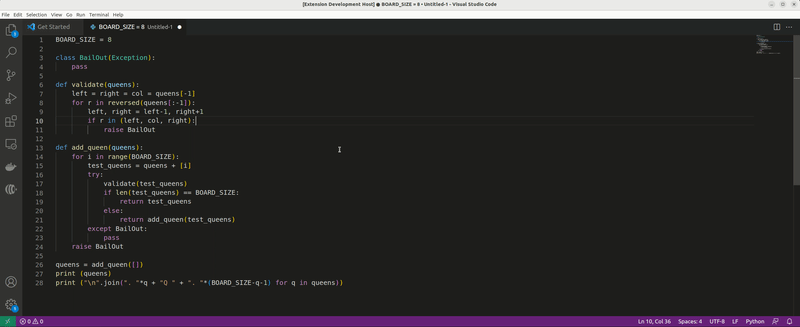 [Extension Development Host] ● BOARD_SIZE = 8 • Untitled-1 - Visual Studio Code
File Edit Selection View Go Run Terminal Help
Get Started
BOARD_SIZE = 8 Untitled-1
1 BOARD_SIZE = 8
2
3 class BailOut(Exception):
4 pass
5
6 def validate(queens):
7 left = right = col = queens[-1]
8 for r in reversed(queens[:-1]):
9 left, right = left-1, right+1
10 if r in (left, col, right):
11 raise BailOut
12
13 def add_queen(queens):
14 for i in range(BOARD_SIZE):
15 test_queens = queens + [i]
16 try:
17 validate(test_queens)
18 if len(test_queens) == BOARD_SIZE:
19 return test_queens
20 else:
21 return add_queen(test_queens)
22 except BailOut:
23 pass
24 raise BailOut
25
26 queens = add_queen([])
27 print (queens)
28 print ("\n".join(". "*q + "Q " + ". "*(BOARD_SIZE-q-1) for q in queens))
0 0
Ln 10, Col 36
Spaces: 4
UTF-8
LF
Python